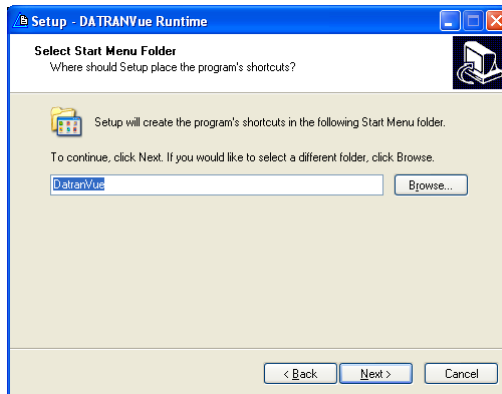 Setup - DATRANVue Runtime
Select Start Menu Folder
Where should Setup place the program's shortcuts?
Setup will create the program's shortcuts in the following Start Menu folder.
To continue, click Next. If you would like to select a different folder, click Browse.
DatranVue
Browse...
< Back
Next >
Cancel